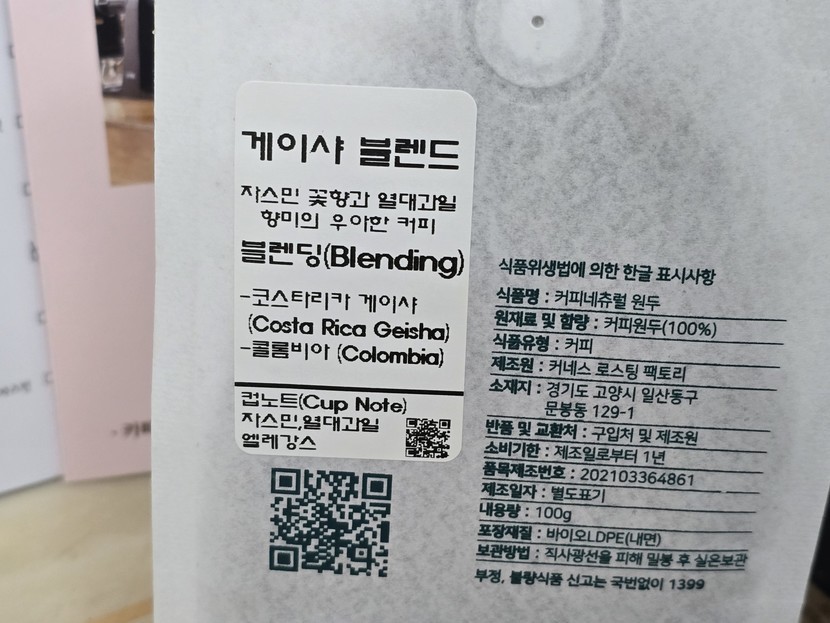 게이샤 블렌드
자스민 꽃향과 열대과일
향미의 우아한 커피
블렌딩(Blending)
-코스타리카 게이샤
(Costa Rica Geisha)
-콜롬비아 (Colombia)
컵노트(Cup Note)
자스민,열대과일
엘레강스
식품위생법에 의한 한글 표시사항
식품명 : 커피네츄럴 원두
원재료 및 함량 : 커피원두(100%)
식품유형 : 커피
제조원 : 커네스 로스팅 팩토리
소재지 : 경기도 고양시 일산동구
문봉동 129-1
반품 및 교환처 : 구입처 및 제조원
소비기한 : 제조일로부터 1년
품목제조번호 : 202103364861
제조일자 : 별도표기
내용량 : 100g
포장재질 : 바이오LDPE(내면)
보관방법 : 직사광선을 피해 밀봉 후 실온보관
부정, 불량식품 신고는 국번없이 1399